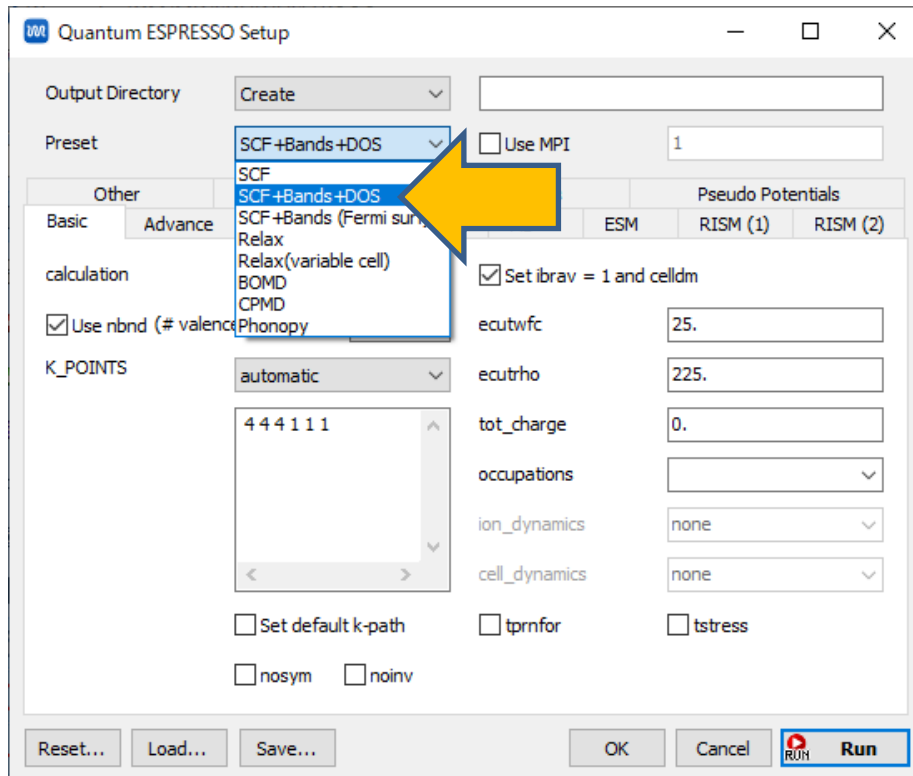 Quantum ESPRESSO Setup
Output Directory Create
Preset SCF+Bands+DOS Use MPI 1
SCF
SCF+Bands+DOS
SCF+Bands (Fermi surf
Relax
Relax(variable cell)
BOMD
CPMD
Phonopy
Other Pseudo Potentials
Basic Advance ESM RISM (1) RISM (2)
calculation Set ibrav = 1 and celldm
Use nbnd (# valence ecutwfc 25.
K_POINTS automatic ecutrho 225.
4 4 4 1 1 1 tot_charge 0.
occupations
ion_dynamics none
cell_dynamics none
Set default k-path tprnfor tstress
nosym noinv
Reset... Load... Save... OK Cancel RUN Run